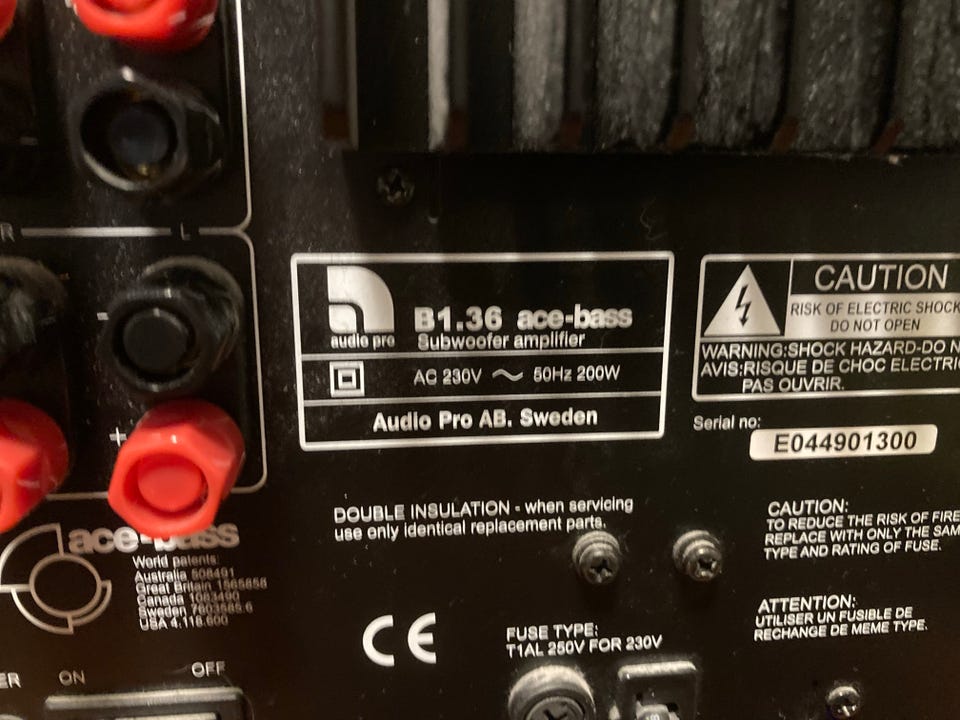 R
L
-
+
audio pro
B1.36 ace-bass
Subwoofer amplifier
AC 230V ～ 50Hz 200W
Audio Pro AB. Sweden
CAUTION
RISK OF ELECTRIC SHOCK
DO NOT OPEN
WARNING:SHOCK HAZARD-DO N
AVIS:RISQUE DE CHOC ELECTRI
PAS OUVRIR.
Serial no:
E044901300
DOUBLE INSULATION - when servicing
use only identical replacement parts.
CAUTION:
TO REDUCE THE RISK OF FIRE
REPLACE WITH ONLY THE SAM
TYPE AND RATING OF FUSE.
ATTENTION:
UTILISER UN FUSIBLE DE
RECHANGE DE MEME TYPE.
ace-bass
World patents:
Australia 508401
Great Britain 1565858
Canada 1083490
Sweden 7603585.6
USA 4.118.600
CE
FUSE TYPE:
T1AL 250V FOR 230V
ER
ON
OFF